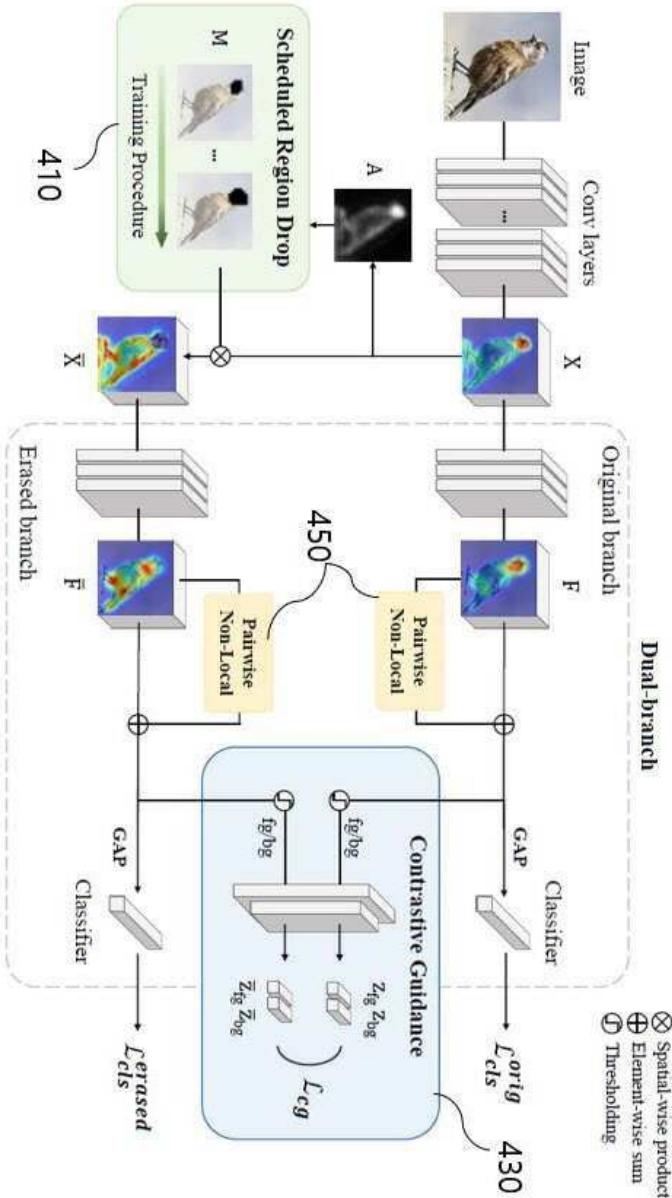 Dual-branch
⊗ Spatial-wise product
⊕ Element-wise sum
Thresholding
Image
Conv layers
...
X
Original branch
F
Pairwise
Non-Local
GAP
Classifier
ℒ_cls^orig
A
450
Contrastive Guidance
fg/bg
fg/bg
Z_fg Z_bg
Z̅_fg Z̅_bg
ℒ_cg
430
Scheduled Region Drop
M
...
Training Procedure
410
X̅
Erased branch
F̅
Pairwise
Non-Local
GAP
Classifier
ℒ_cls^erased